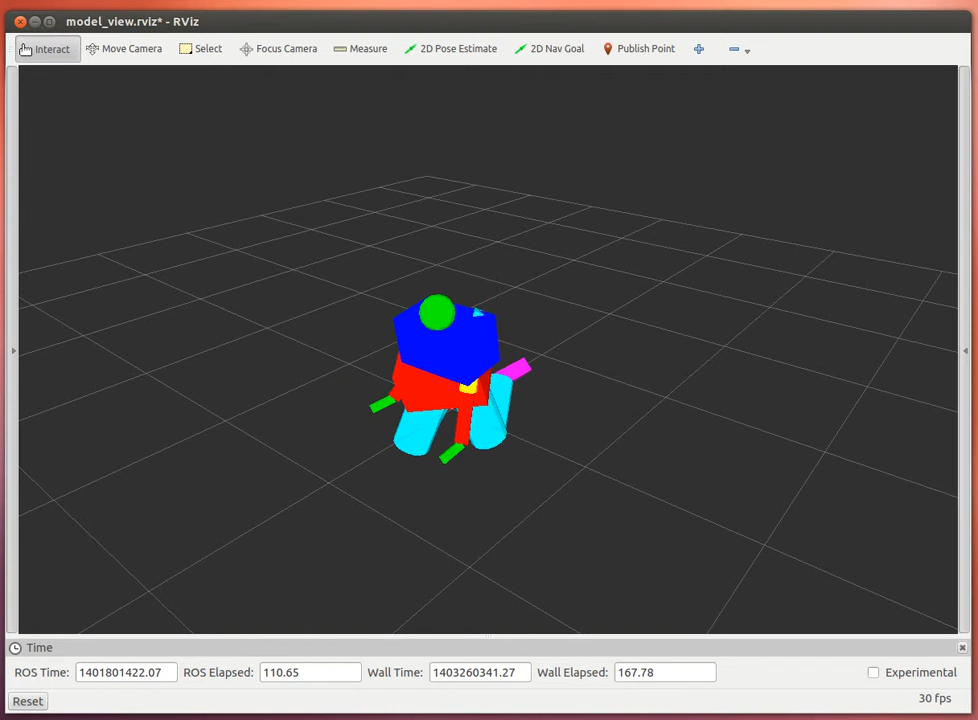 model_view.rviz* - RViz
Interact Move Camera Select Focus Camera Measure 2D Pose Estimate 2D Nav Goal Publish Point
Time
ROS Time: 1401801422.07 ROS Elapsed: 110.65 Wall Time: 1403260341.27 Wall Elapsed: 167.78 Experimental
Reset 30 fps